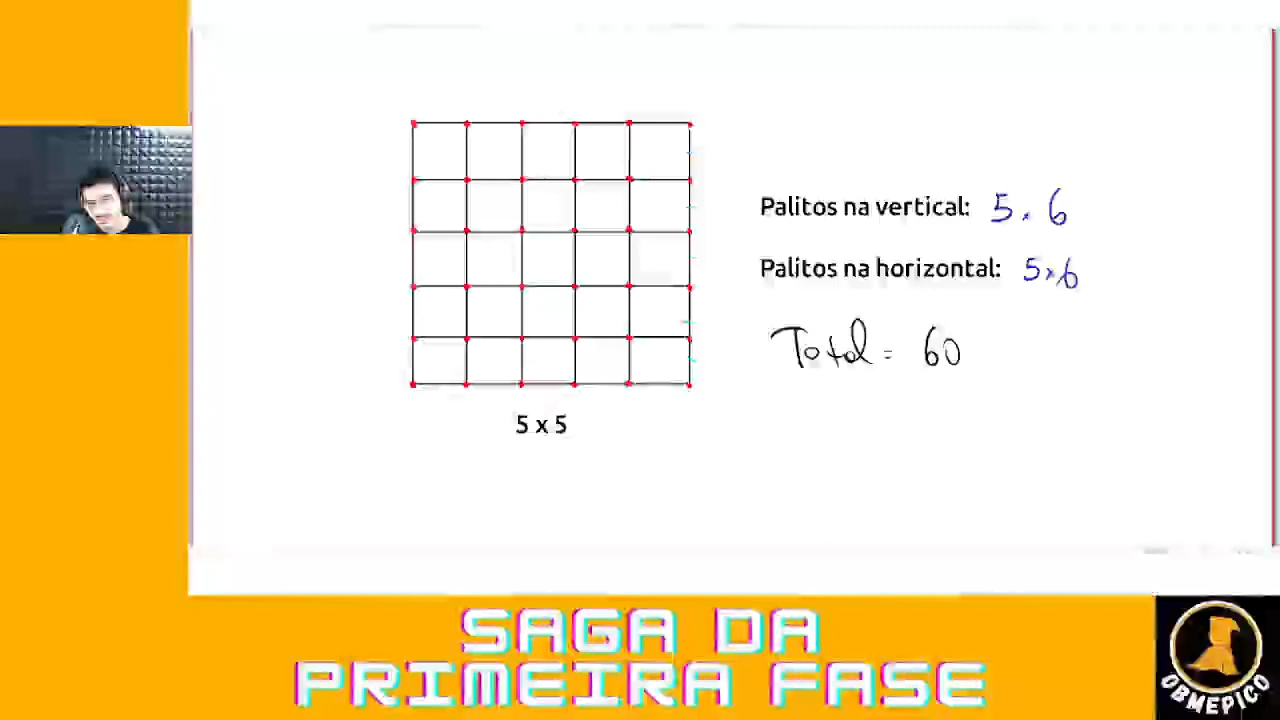 Palitos na vertical: 5 . 6
Palitos na horizontal: 5 x 6
Total = 60
5 x 5
SAGA DA
PRIMEIRA FASE
OBMEPICO